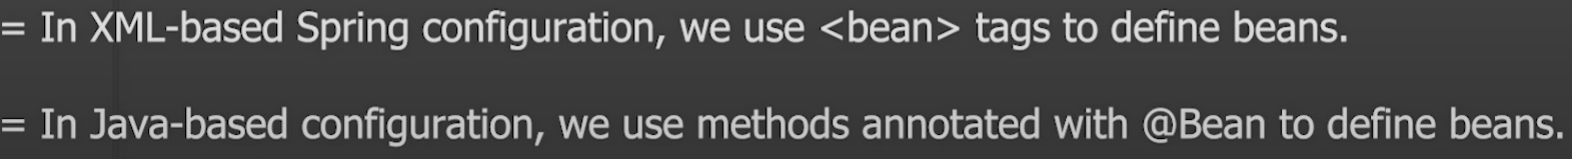 = In XML-based Spring configuration, we use <bean> tags to define beans.
= In Java-based configuration, we use methods annotated with @Bean to define beans.